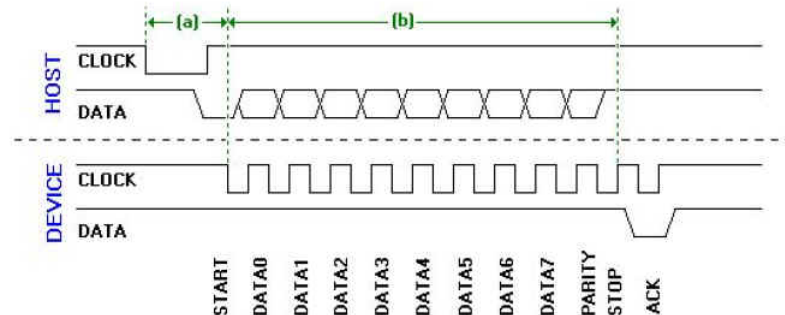 (a)
(b)
HOST
CLOCK
DATA
DEVICE
CLOCK
DATA
START
DATA0
DATA1
DATA2
DATA3
DATA4
DATA5
DATA6
DATA7
PARITY
STOP
ACK